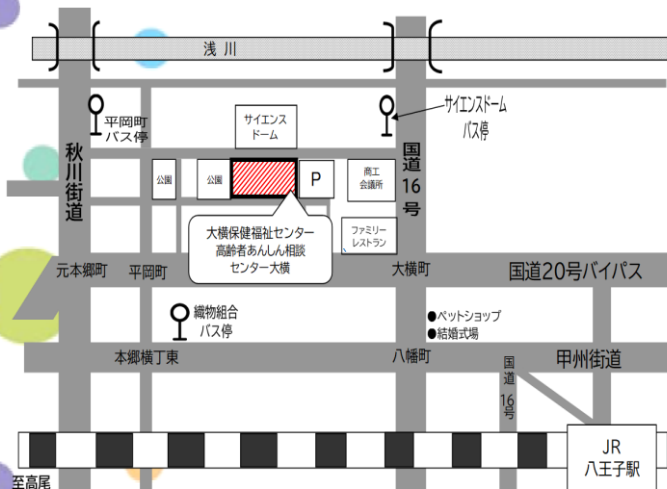 浅川
平岡町
バス停
サイエンス
ドーム
サイエンスドーム
バス停
秋川街道
国道16号
公園
公園
P
商工
会議所
大横保健福祉センター
高齢者あんしん相談
センター大横
ファミリー
レストラン
元本郷町
平岡町
大横町
国道20号バイパス
織物組合
バス停
●ペットショップ
●結婚式場
本郷横丁東
八幡町
国道16号
甲州街道
JR
八王子駅
至高尾